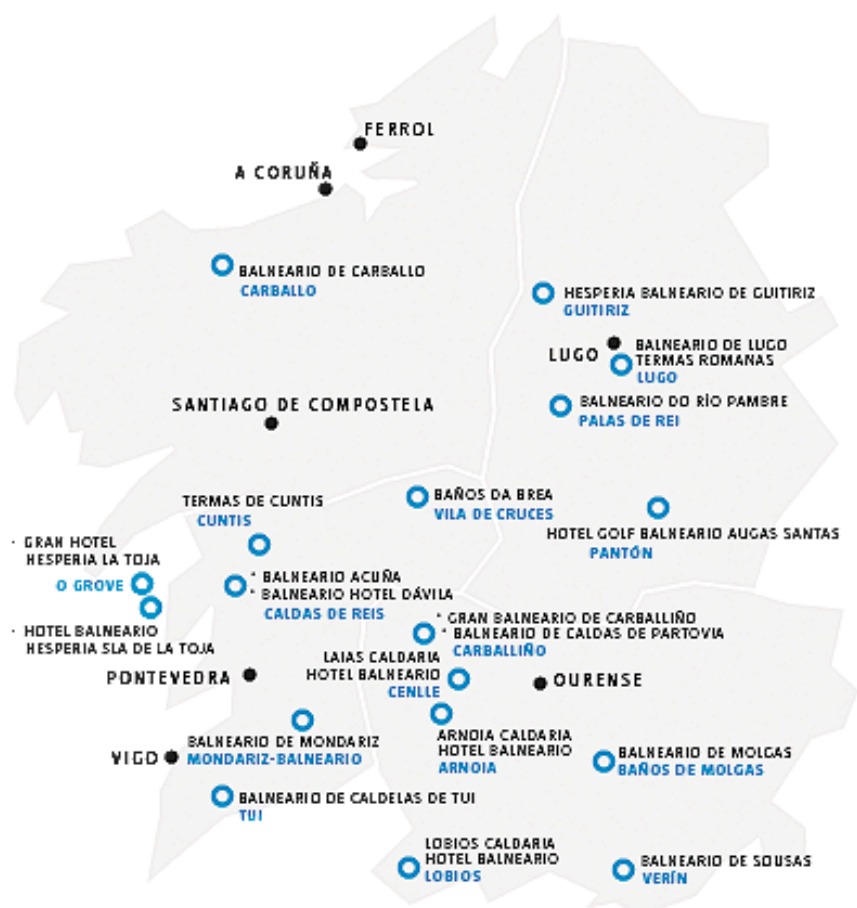 FERROL
A CORUÑA
BALNEARIO DE CARBALLO
CARBALLO
HESPERIA BALNEARIO DE GUITIRIZ
GUITIRIZ
LUGO
BALNEARIO DE LUGO
TERMAS ROMANAS
LUGO
BALNEARIO DO RÍO PAMBRE
PALAS DE REI
SANTIAGO DE COMPOSTELA
TERMAS DE CUNTIS
CUNTIS
BAÑOS DA BREA
VILA DE CRUCES
HOTEL GOLF BALNEARIO AUGAS SANTAS
PANTÓN
· GRAN HOTEL
HESPERIA LA TOJA
O GROVE
· HOTEL BALNEARIO
HESPERIA SLA DE LA TOJA
* BALNEARIO ACUÑA
* BALNEARIO HOTEL DÁVILA
CALDAS DE REIS
* GRAN BALNEARIO DE CARBALLIÑO
* BALNEARIO DE CALDAS DE PARTOVIA
CARBALLIÑO
LAIAS CALDARIA
HOTEL BALNEARIO
CENLLE
PONTEVEDRA
OURENSE
ARNOIA CALDARIA
HOTEL BALNEARIO
ARNOIA
BALNEARIO DE MONDARIZ
MONDARIZ-BALNEARIO
VIGO
BALNEARIO DE MOLGAS
BAÑOS DE MOLGAS
BALNEARIO DE CALDELAS DE TUI
TUI
LOBIOS CALDARIA
HOTEL BALNEARIO
LOBIOS
BALNEARIO DE SOUSAS
VERÍN